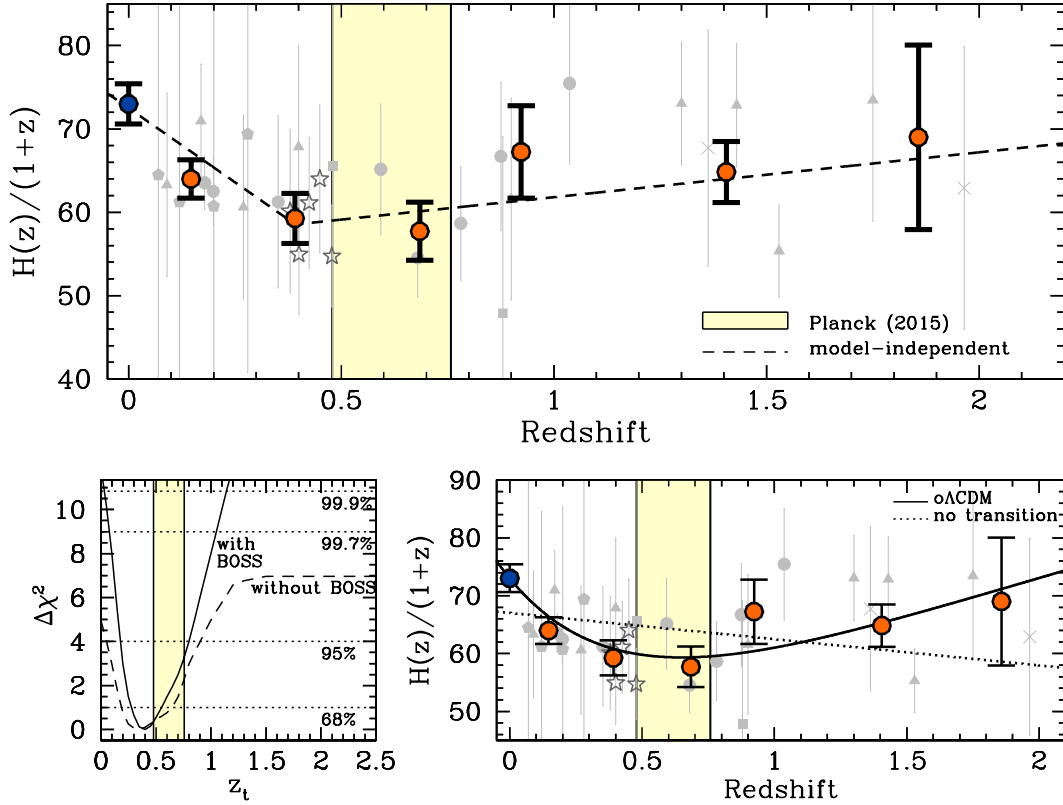 H(z)/(1+z)
80
70
60
50
40
0
0.5
1
1.5
2
Redshift
Planck (2015)
model-independent
Δχ²
10
8
6
4
2
0
99.9%
99.7%
95%
68%
with
BOSS
without BOSS
0
0.5
1
1.5
2
2.5
z_t
H(z)/(1+z)
90
80
70
60
50
oΛCDM
no transition
0
0.5
1
1.5
2
Redshift